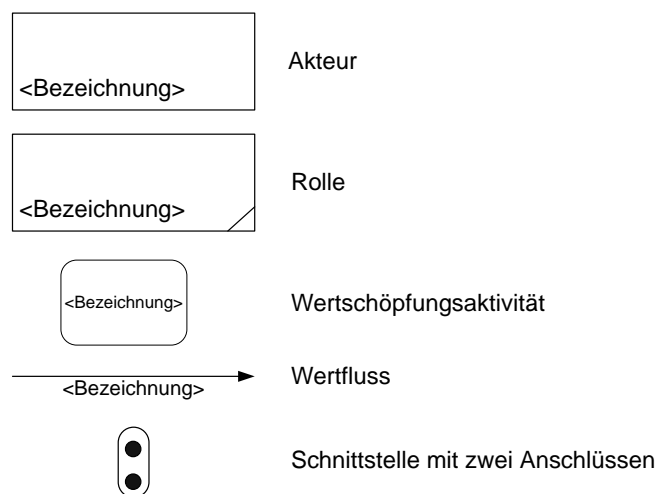 Akteur
<Bezeichnung>
Rolle
<Bezeichnung>
<Bezeichnung>
Wertschöpfungsaktivität
Wertfluss
<Bezeichnung>
Schnittstelle mit zwei Anschlüssen